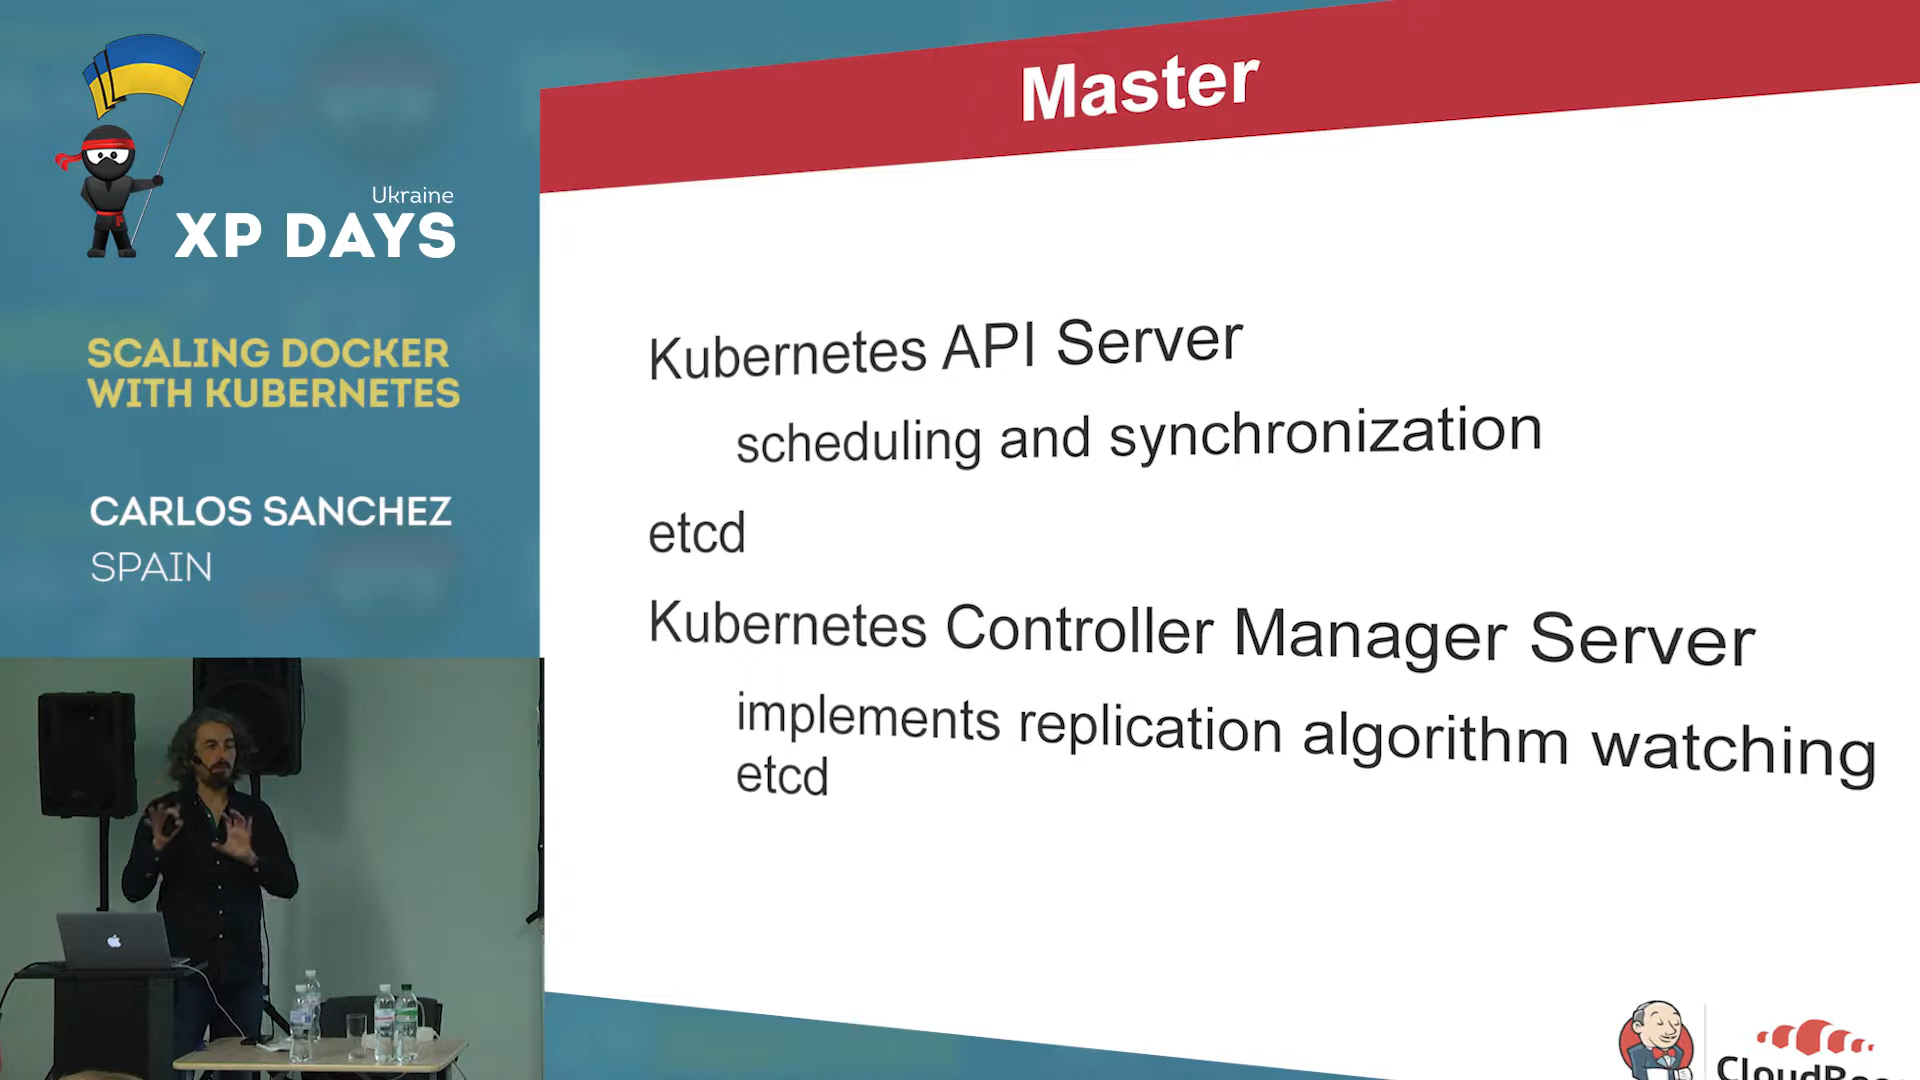 Ukraine
XP DAYS
SCALING DOCKER
WITH KUBERNETES
CARLOS SANCHEZ
SPAIN
Master
Kubernetes API Server
scheduling and synchronization
etcd
Kubernetes Controller Manager Server
implements replication algorithm watching
etcd